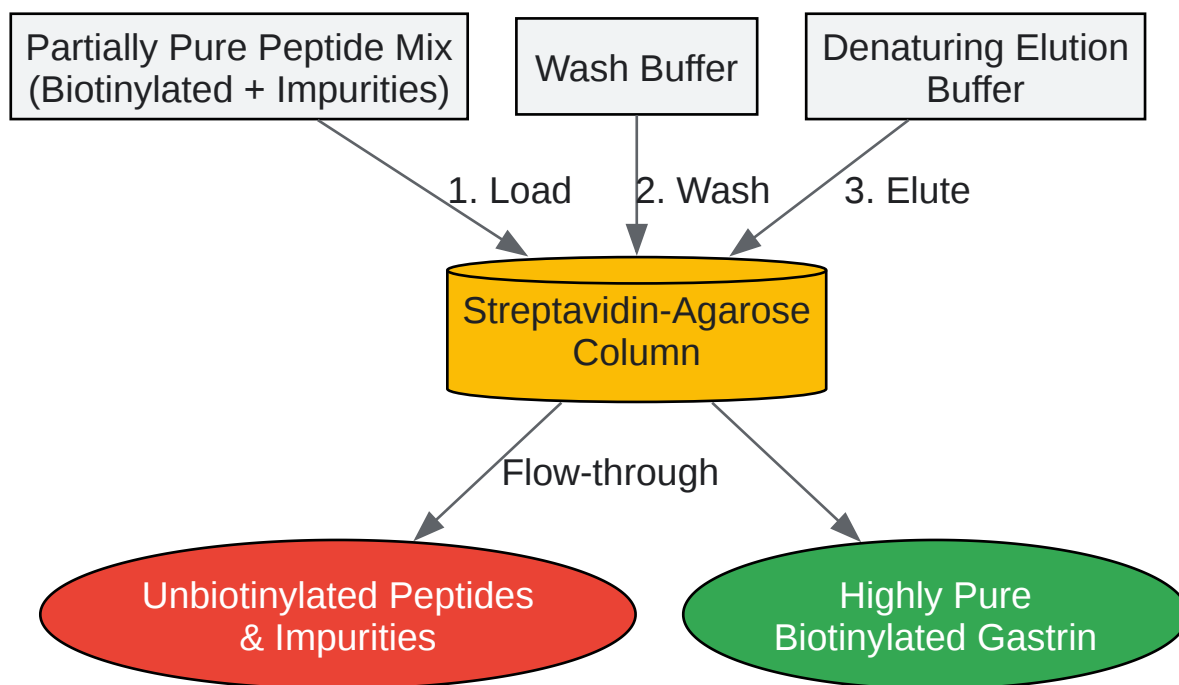 Partially Pure Peptide Mix
(Biotinylated + Impurities)
Wash Buffer
Denaturing Elution
Buffer
1. Load
2. Wash
3. Elute
Streptavidin-Agarose
Column
Flow-through
Unbiotinylated Peptides
& Impurities
Highly Pure
Biotinylated Gastrin